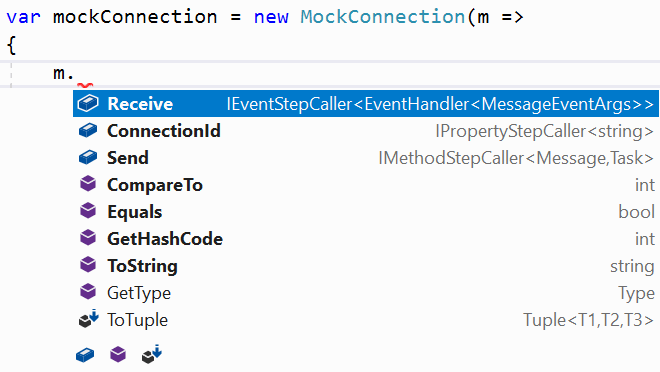 var mockConnection = new MockConnection(m =>
{
m.
Receive IEventStepCaller<EventHandler<MessageEventArgs>>
ConnectionId IPropertyStepCaller<string>
Send IMethodStepCaller<Message,Task>
CompareTo int
Equals bool
GetHashCode int
ToString string
GetType Type
ToTuple Tuple<T1,T2,T3>